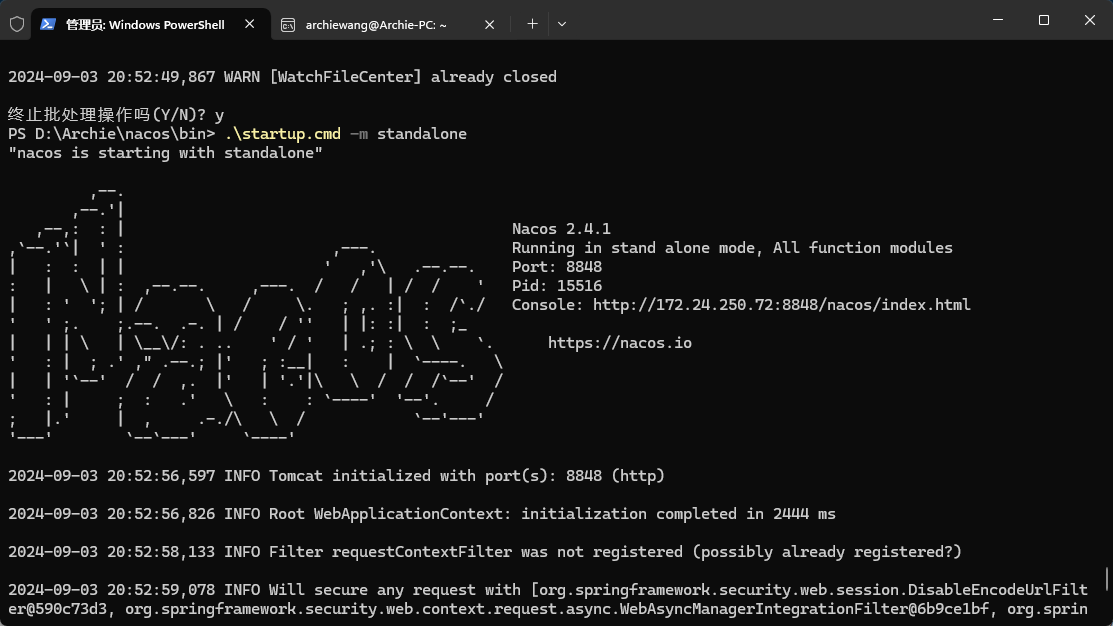 管理员: Windows PowerShell
archiewang@Archie-PC: ~
2024-09-03 20:52:49,867 WARN [WatchFileCenter] already closed
终止批处理操作吗(Y/N)? y
PS D:\Archie\nacos\bin> .\startup.cmd -m standalone
"nacos is starting with standalone"
Nacos 2.4.1
Running in stand alone mode, All function modules
Port: 8848
Pid: 15516
Console: http://172.24.250.72:8848/nacos/index.html
https://nacos.io
2024-09-03 20:52:56,597 INFO Tomcat initialized with port(s): 8848 (http)
2024-09-03 20:52:56,826 INFO Root WebApplicationContext: initialization completed in 2444 ms
2024-09-03 20:52:58,133 INFO Filter requestContextFilter was not registered (possibly already registered?)
2024-09-03 20:52:59,078 INFO Will secure any request with [org.springframework.security.web.session.DisableEncodeUrlFilt
er@590c73d3, org.springframework.security.web.context.request.async.WebAsyncManagerIntegrationFilter@6b9ce1bf, org.sprin